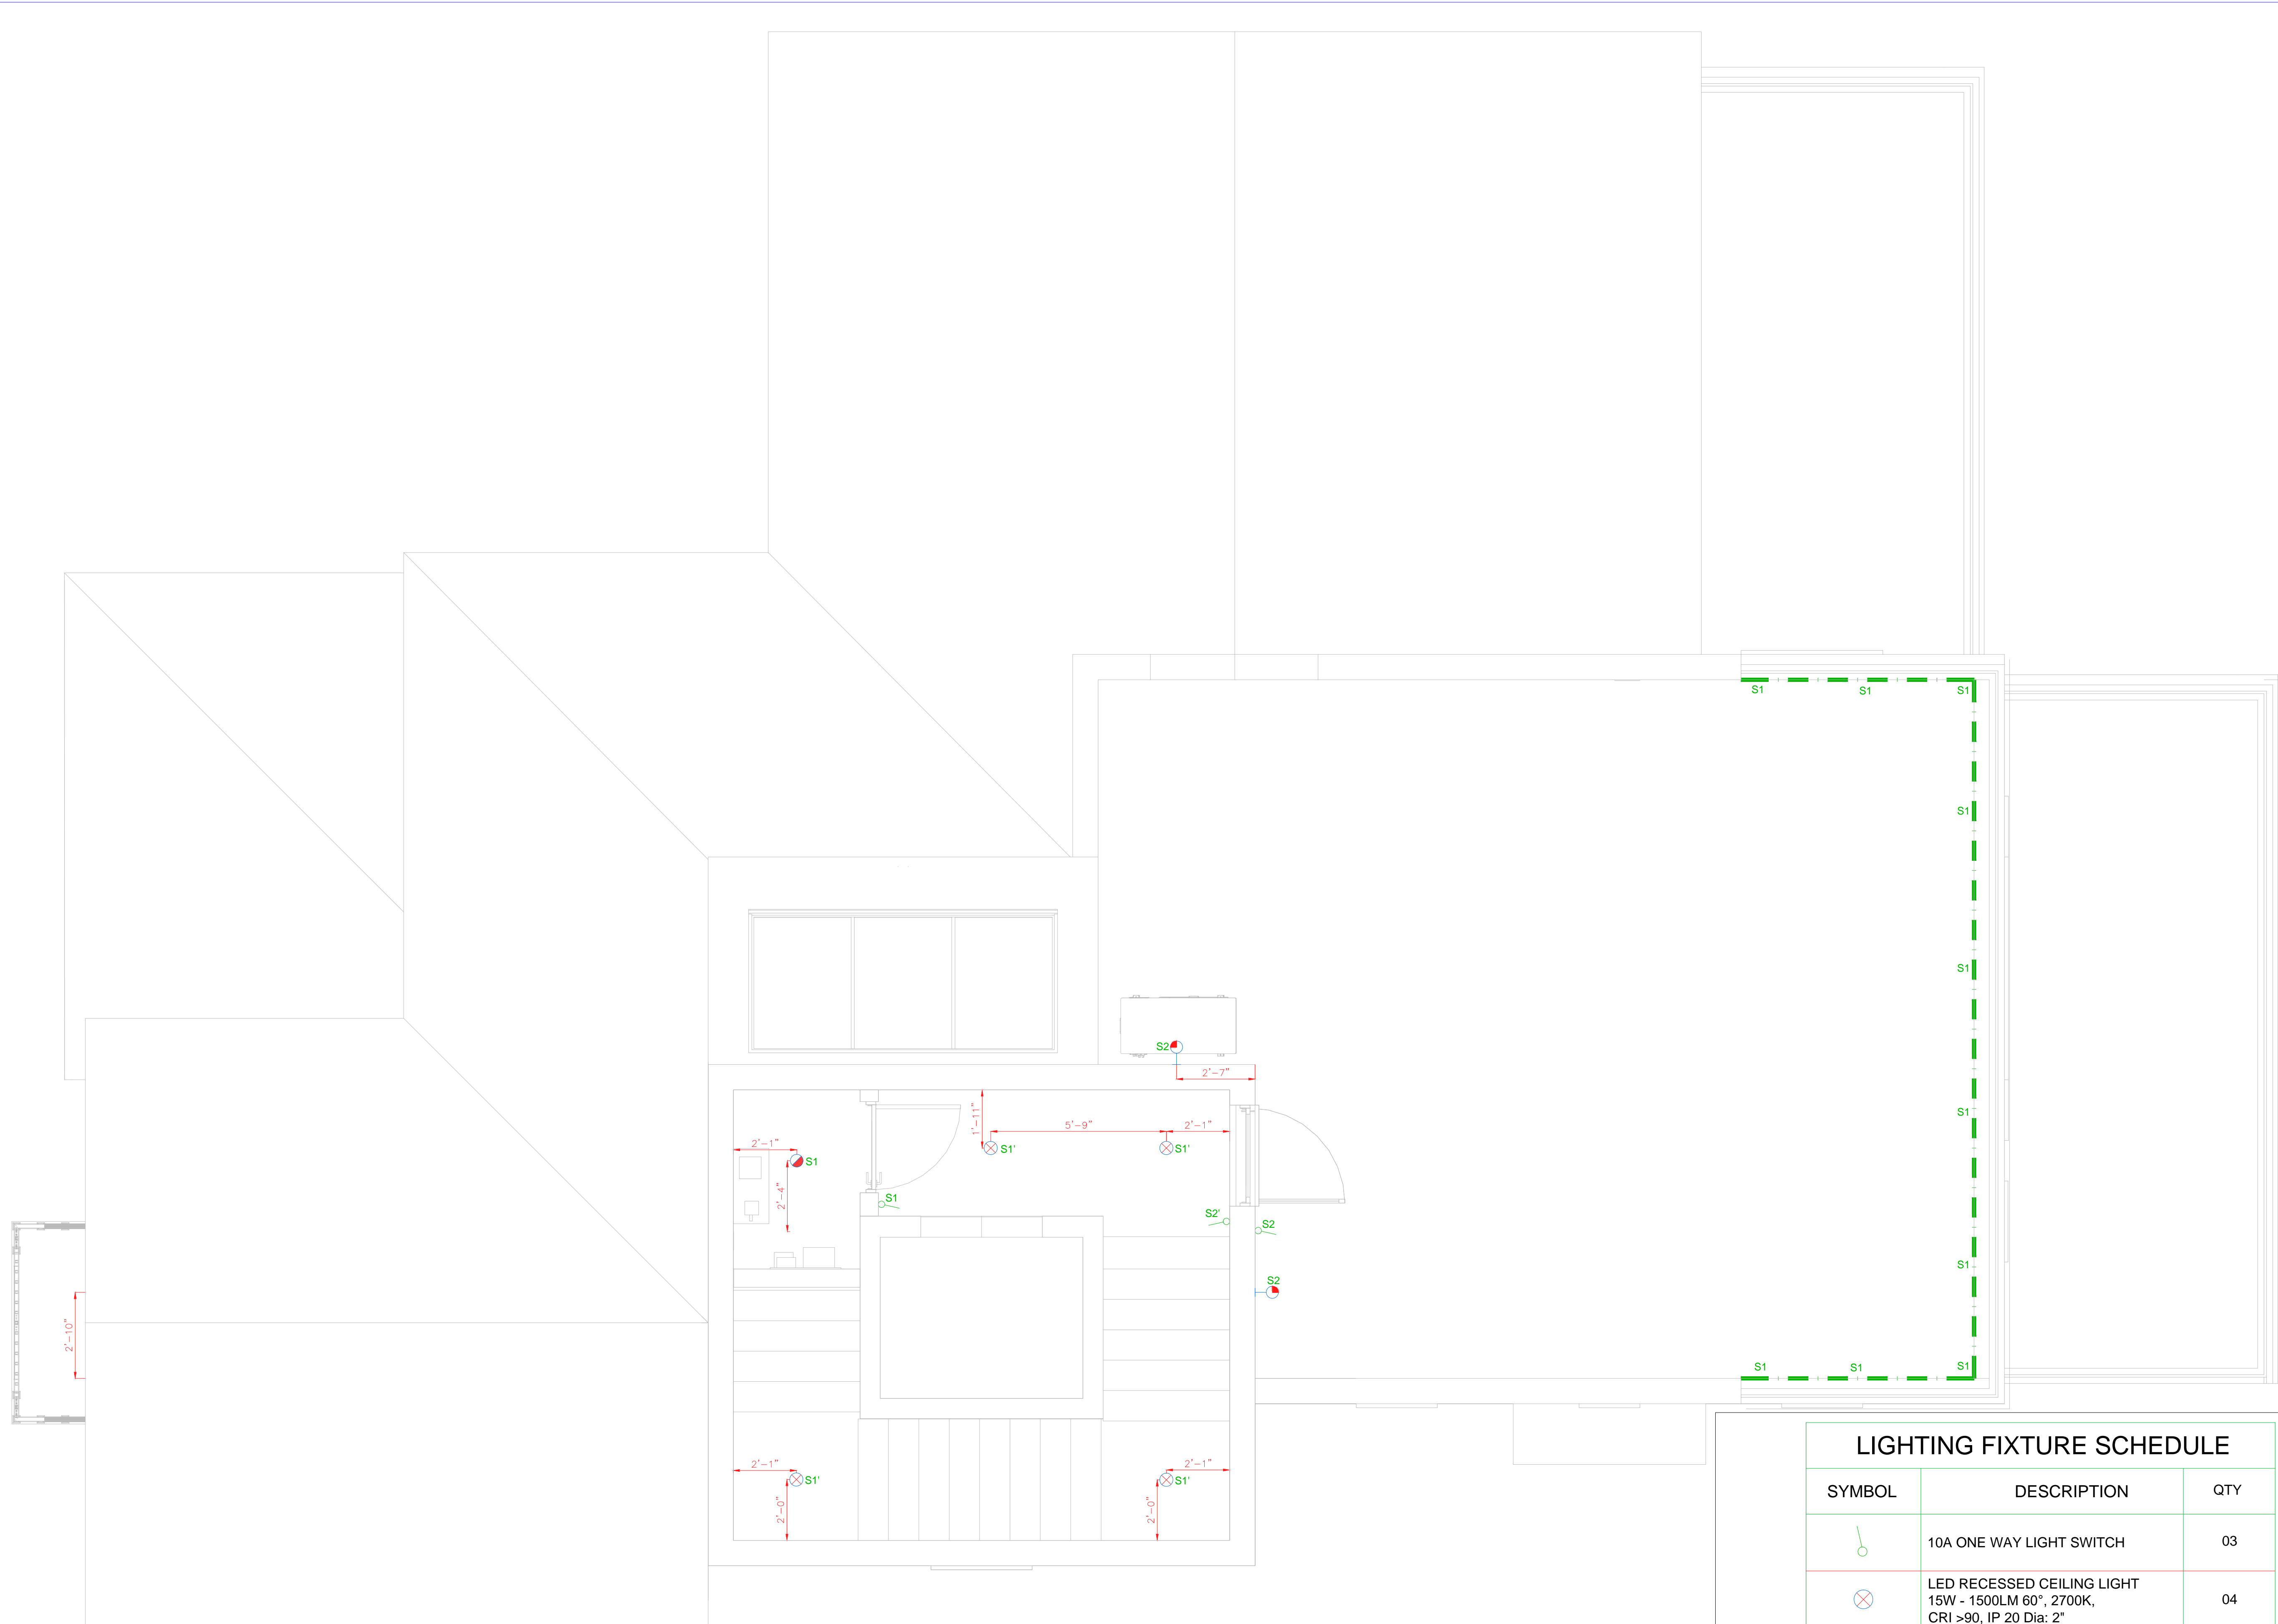 S1 S1 S1
S1
S1
S2
2'-7"
1'-11"
5'-9" 2'-1"
2'-1"
S1' S1'
S1
2'-4"
S1
S2'
S2
S1
S2
S1
2'-10"
S1 S1 S1
2'-1" 2'-1"
S1' S1'
2'-0" 2'-0"
LIGHTING FIXTURE SCHEDULE
SYMBOL DESCRIPTION QTY
10A ONE WAY LIGHT SWITCH 03
LED RECESSED CEILING LIGHT
15W - 1500LM 60°, 2700K, 04
CRI >90, IP 20 Dia: 2"